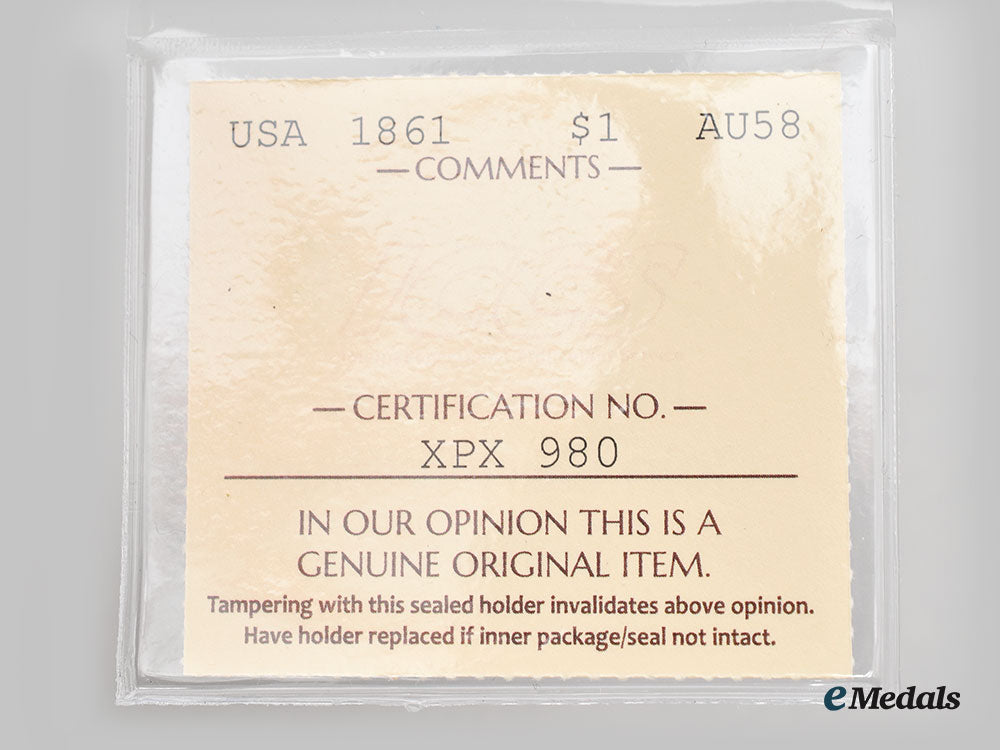 USA 1861 $1 AU58
—COMMENTS—
—CERTIFICATION NO.—
XPX 980
IN OUR OPINION THIS IS A
GENUINE ORIGINAL ITEM.
Tampering with this sealed holder invalidates above opinion.
Have holder replaced if inner package/seal not intact.
eMedals